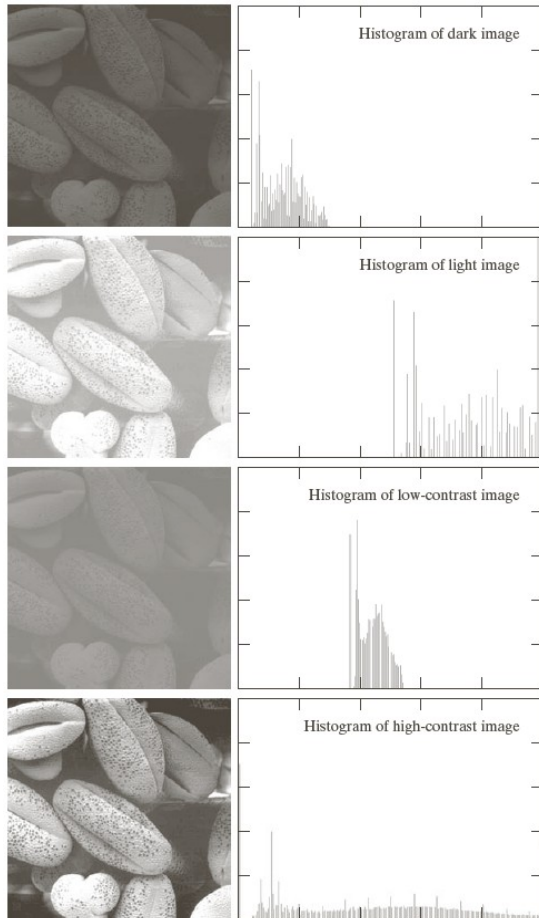 Histogram of dark image
Histogram of light image
Histogram of low-contrast image
Histogram of high-contrast image